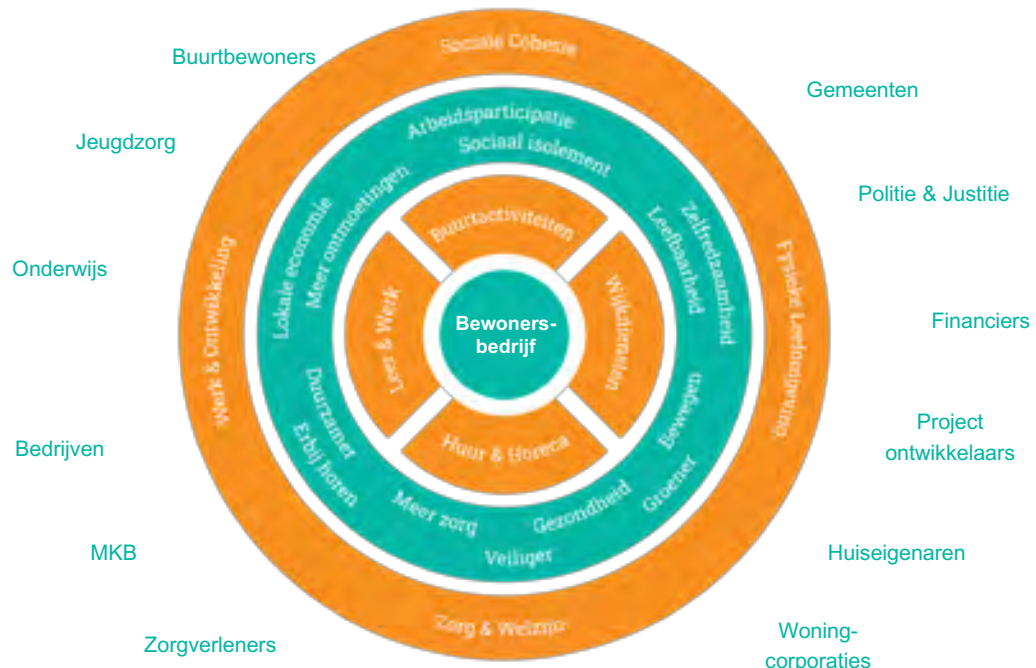 Sociale Cohesie
Buurtbewoners
Gemeenten
Arbeidsparticipatie
Sociaal isolement
Jeugdzorg
Politie & Justitie
Buurtactiviteiten
Lokale economie
Meer ontmoetingen
Zelfredzaamheid
Leefbaarheid
Onderwijs
Werk & Ontwikkeling
Leer & Werk
Bewoners-
bedrijf
Wijkdiensten
Fysieke Leefomgeving
Financiers
Duurzamer
Erbij horen
Bewegen
Groener
Project
ontwikkelaars
Bedrijven
Huur & Horeca
Meer zorg
Gezondheid
Veiliger
MKB
Huiseigenaren
Zorg & Welzijn
Zorgverleners
Woning-
corporaties